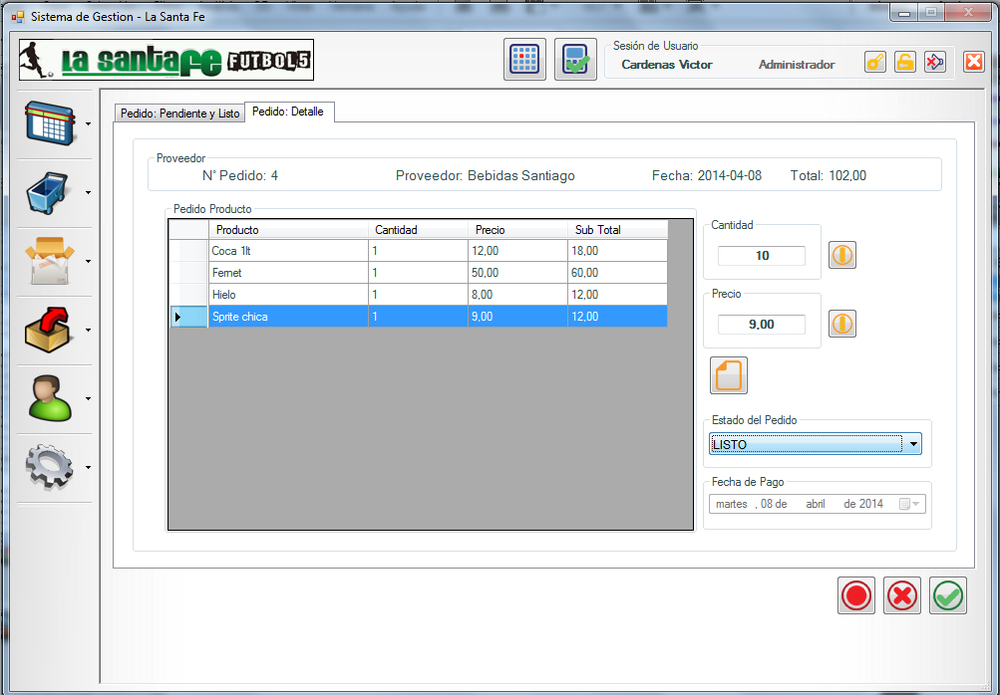 Sistema de Gestion - La Santa Fe
La santa Fe FUTBOL5
Sesión de Usuario
Cardenas Victor Administrador
Pedido: Pendiente y Listo Pedido: Detalle
Proveedor
N° Pedido: 4 Proveedor: Bebidas Santiago Fecha: 2014-04-08 Total: 102,00
Pedido Producto
Producto Cantidad Precio Sub Total
Coca 1lt 1 12,00 18,00
Fernet 1 50,00 60,00
Hielo 1 8,00 12,00
Sprite chica 1 9,00 12,00
Cantidad
10
Precio
9,00
Estado del Pedido
LISTO
Fecha de Pago
martes , 08 de abril de 2014